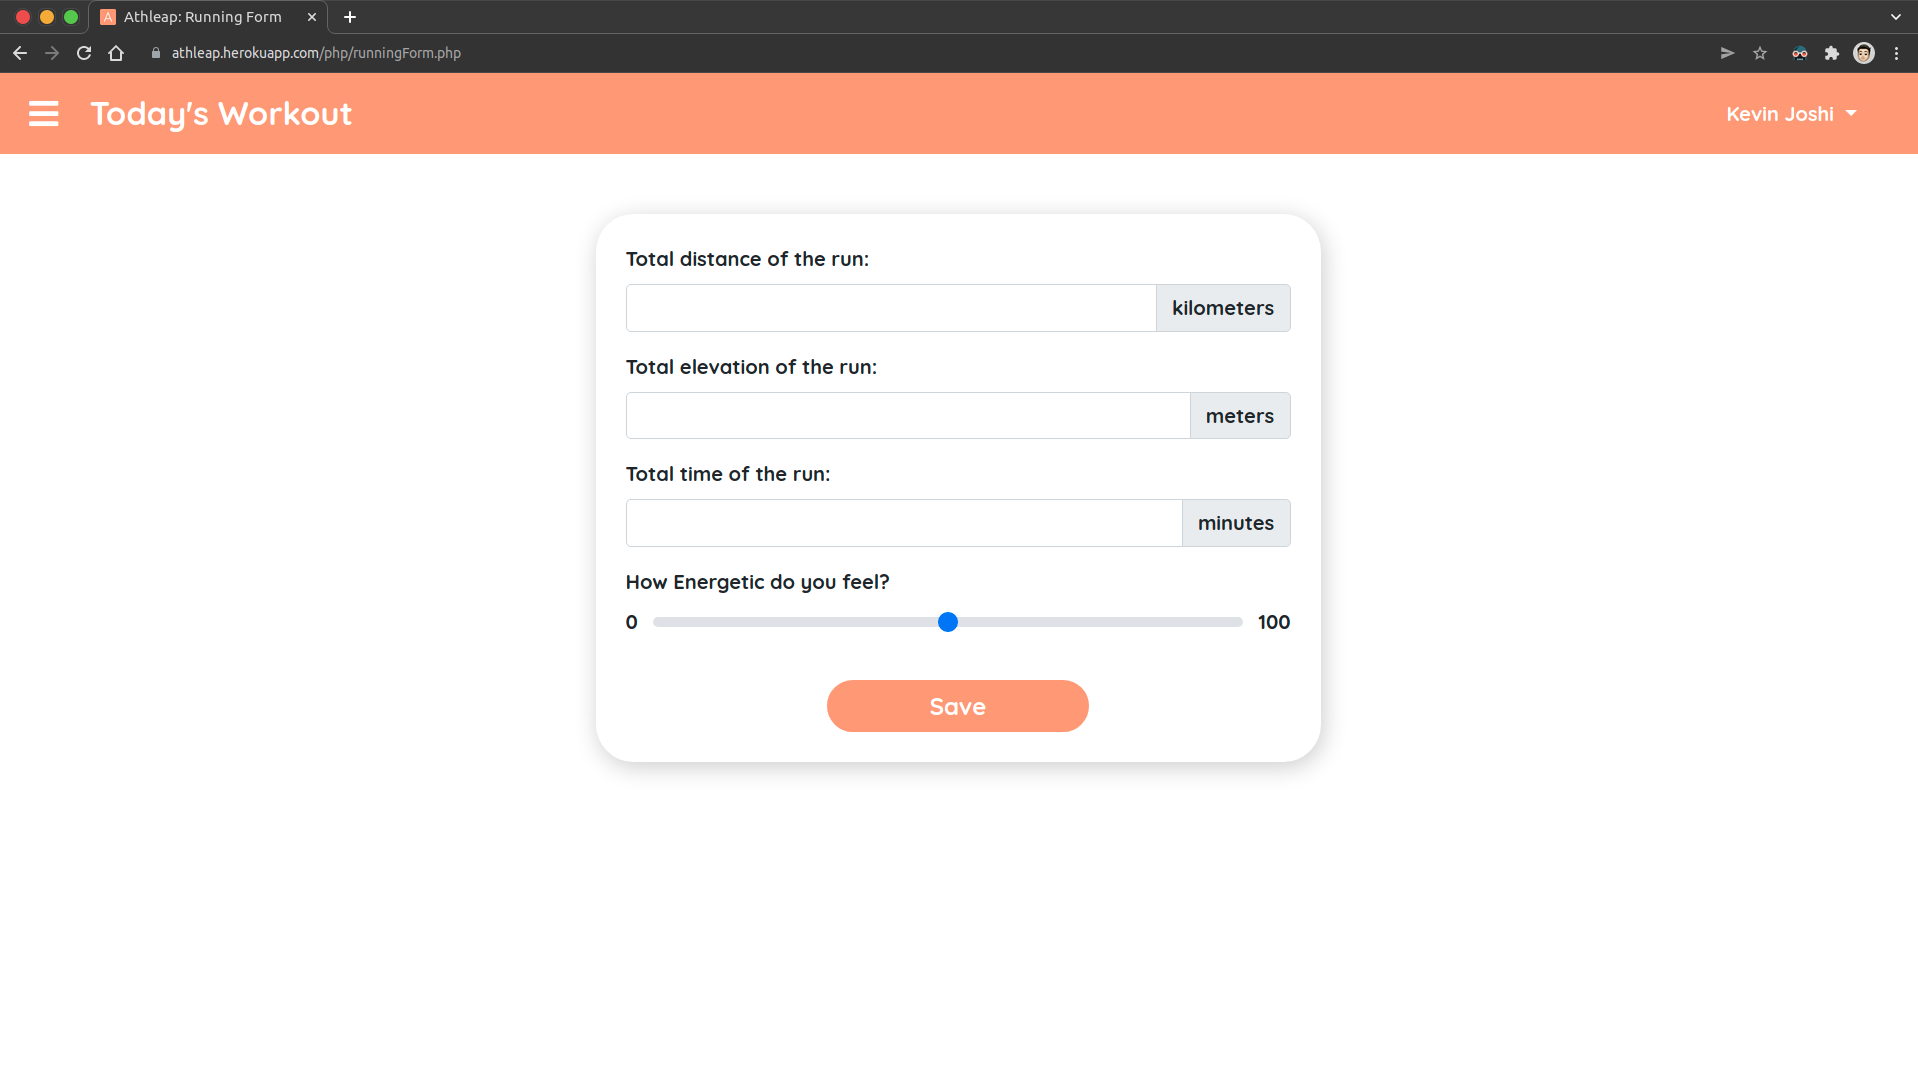 A Athleap: Running Form
athleap.herokuapp.com/php/runningForm.php
Today's Workout
Kevin Joshi
Total distance of the run:
kilometers
Total elevation of the run:
meters
Total time of the run:
minutes
How Energetic do you feel?
0 100
Save